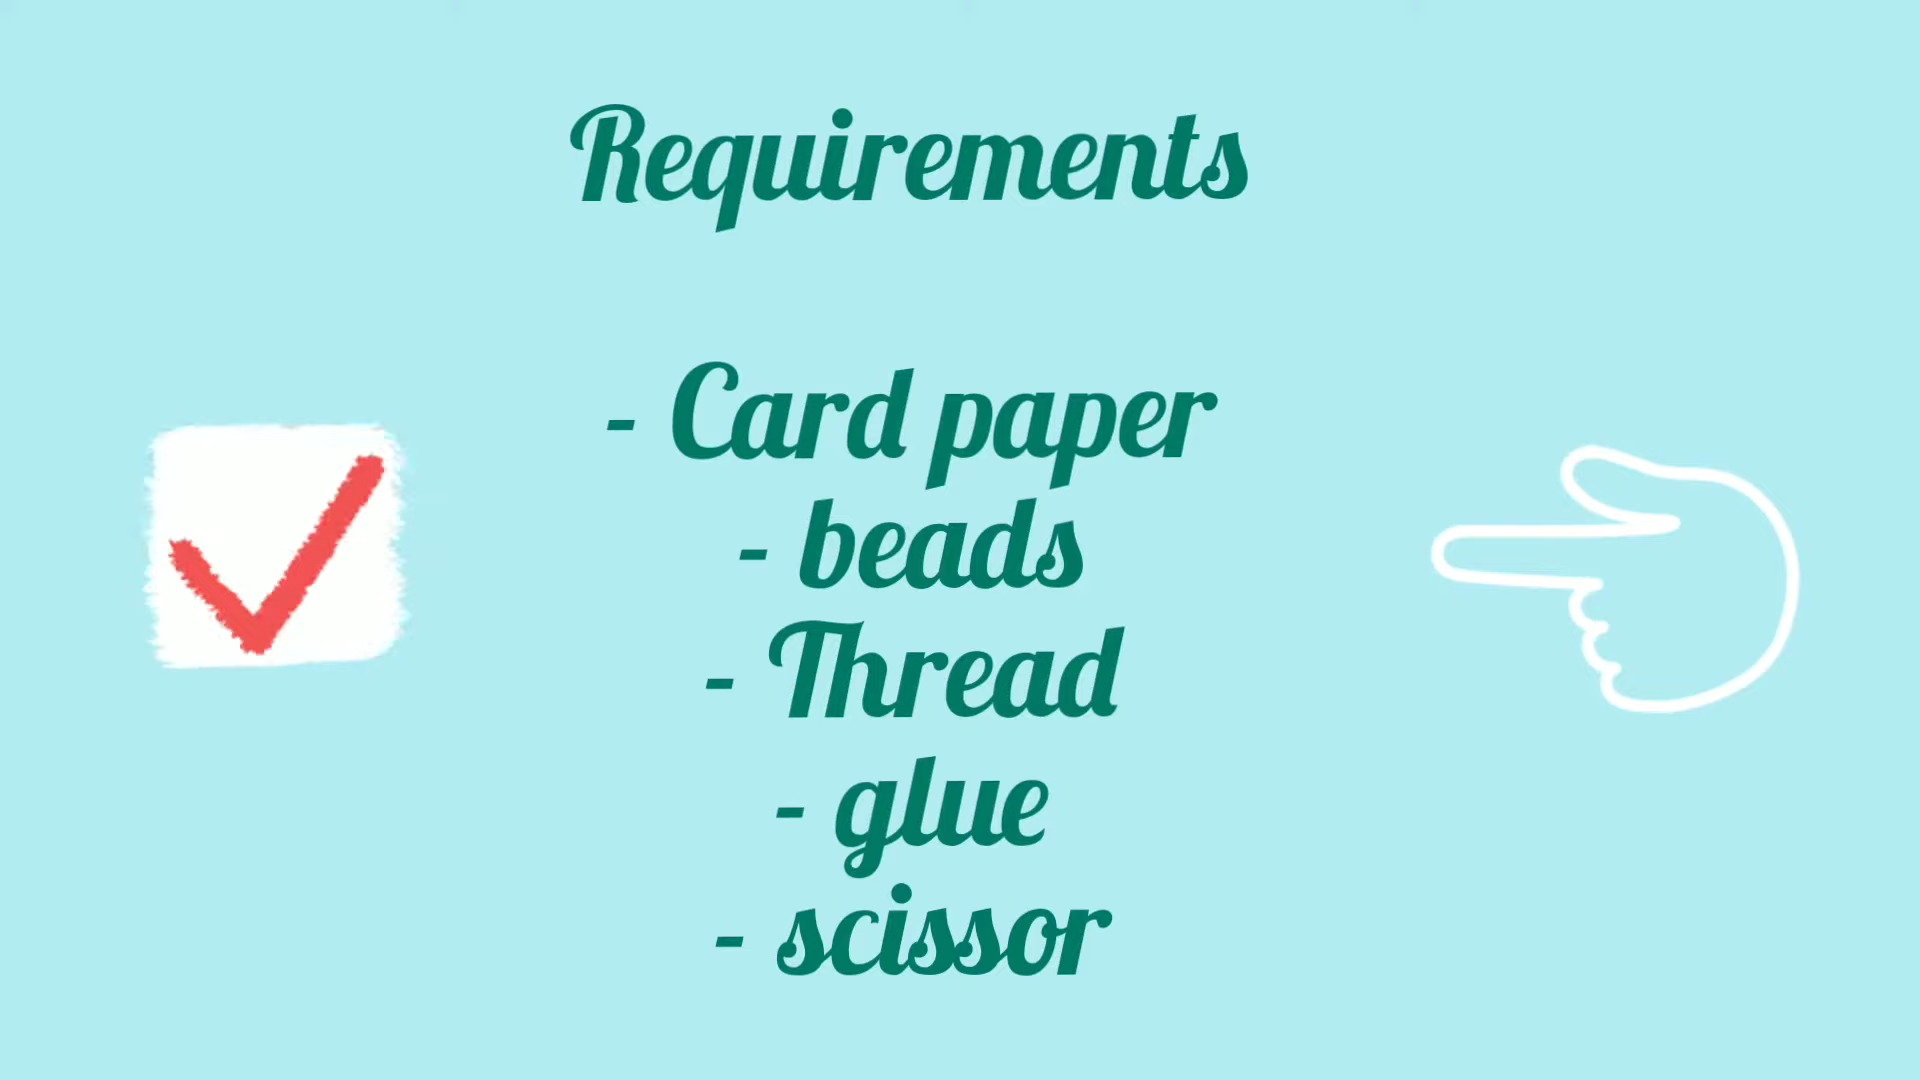 Requirements
- Card paper
- beads
- Thread
- glue
- scissor